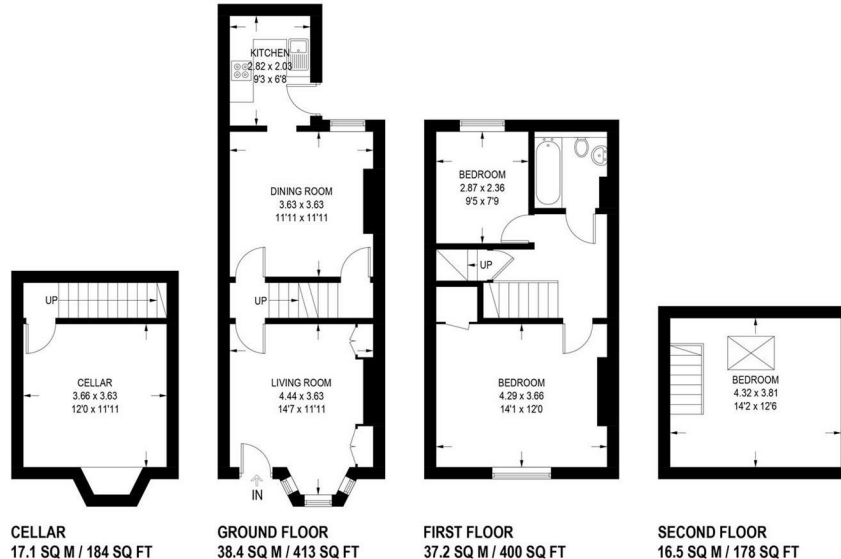 KITCHEN
2.82 x 2.03
9'3 x 6'8
DINING ROOM
3.63 x 3.63
11'11 x 11'11
UP
LIVING ROOM
4.44 x 3.63
14'7 x 11'11
IN
UP
CELLAR
3.66 x 3.63
12'0 x 11'11
BEDROOM
2.87 x 2.36
9'5 x 7'9
UP
BEDROOM
4.29 x 3.66
14'1 x 12'0
BEDROOM
4.32 x 3.81
14'2 x 12'6
CELLAR
17.1 SQ M / 184 SQ FT
GROUND FLOOR
38.4 SQ M / 413 SQ FT
FIRST FLOOR
37.2 SQ M / 400 SQ FT
SECOND FLOOR
16.5 SQ M / 178 SQ FT